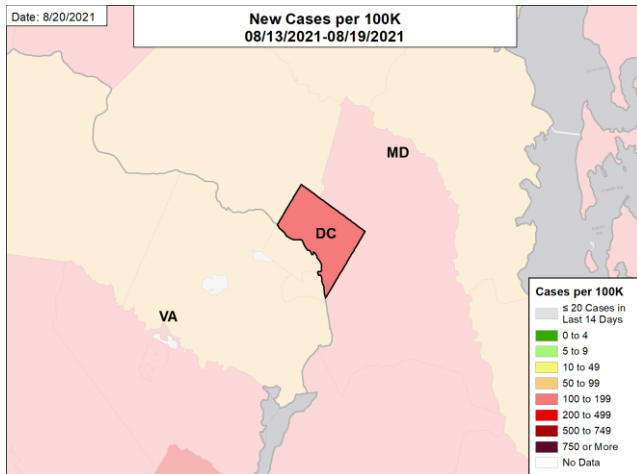 Date: 8/20/2021
New Cases per 100K
08/13/2021-08/19/2021
MD
DC
VA
Cases per 100K
≤ 20 Cases in
Last 14 Days
0 to 4
5 to 9
10 to 49
50 to 99
100 to 199
200 to 499
500 to 749
750 or More
No Data